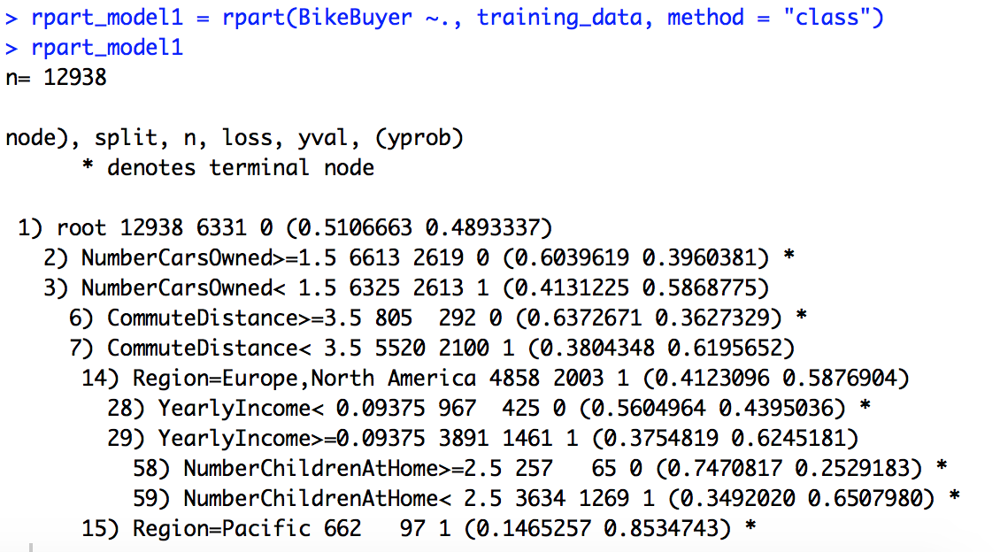 > rpart_model1 = rpart(BikeBuyer ~., training_data, method = "class")
> rpart_model1
n= 12938
node), split, n, loss, yval, (yprob)
      * denotes terminal node
 1) root 12938 6331 0 (0.5106663 0.4893337)
   2) NumberCarsOwned>=1.5 6613 2619 0 (0.6039619 0.3960381) *
   3) NumberCarsOwned< 1.5 6325 2613 1 (0.4131225 0.5868775)
     6) CommuteDistance>=3.5 805  292 0 (0.6372671 0.3627329) *
     7) CommuteDistance< 3.5 5520 2100 1 (0.3804348 0.6195652)
      14) Region=Europe,North America 4858 2003 1 (0.4123096 0.5876904)
        28) YearlyIncome< 0.09375 967  425 0 (0.5604964 0.4395036) *
        29) YearlyIncome>=0.09375 3891 1461 1 (0.3754819 0.6245181)
          58) NumberChildrenAtHome>=2.5 257   65 0 (0.7470817 0.2529183) *
          59) NumberChildrenAtHome< 2.5 3634 1269 1 (0.3492020 0.6507980) *
      15) Region=Pacific 662   97 1 (0.1465257 0.8534743) *